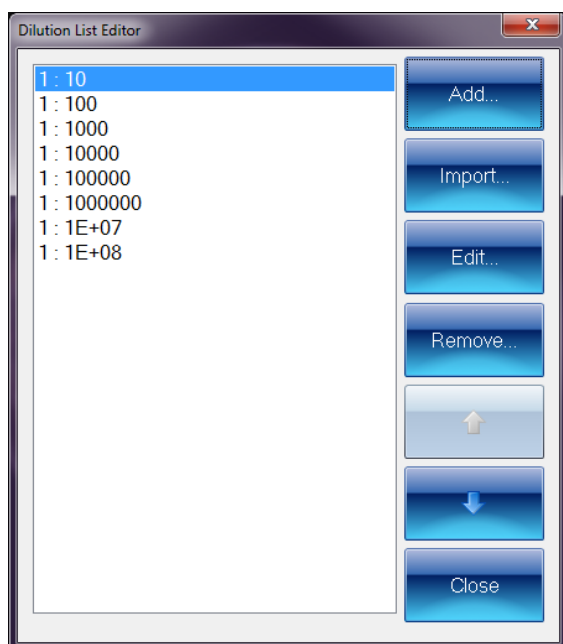 Dilution List Editor
1 : 10
1 : 100
1 : 1000
1 : 10000
1 : 100000
1 : 1000000
1 : 1E+07
1 : 1E+08
Add...
Import...
Edit...
Remove...
Close